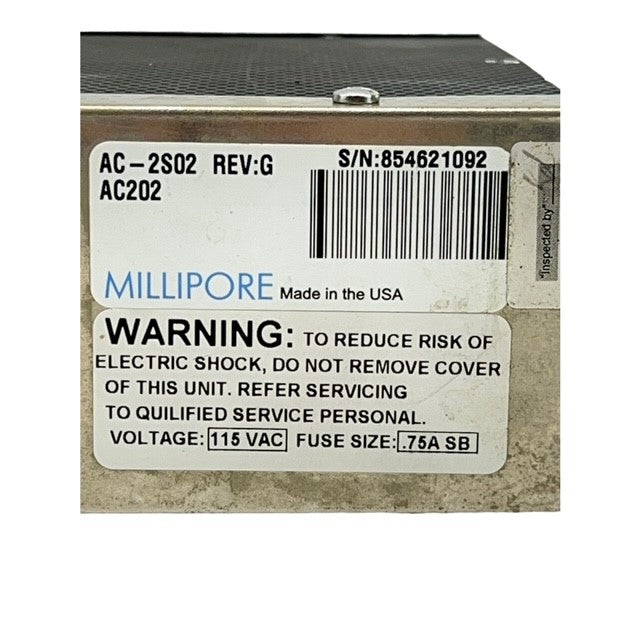 AC-2S02 REV:G
S/N:854621092
AC202
MILLIPORE Made in the USA
"Inspected by"
WARNING: TO REDUCE RISK OF
ELECTRIC SHOCK, DO NOT REMOVE COVER
OF THIS UNIT. REFER SERVICING
TO QUILIFIED SERVICE PERSONAL.
VOLTAGE: 115 VAC FUSE SIZE: .75A SB